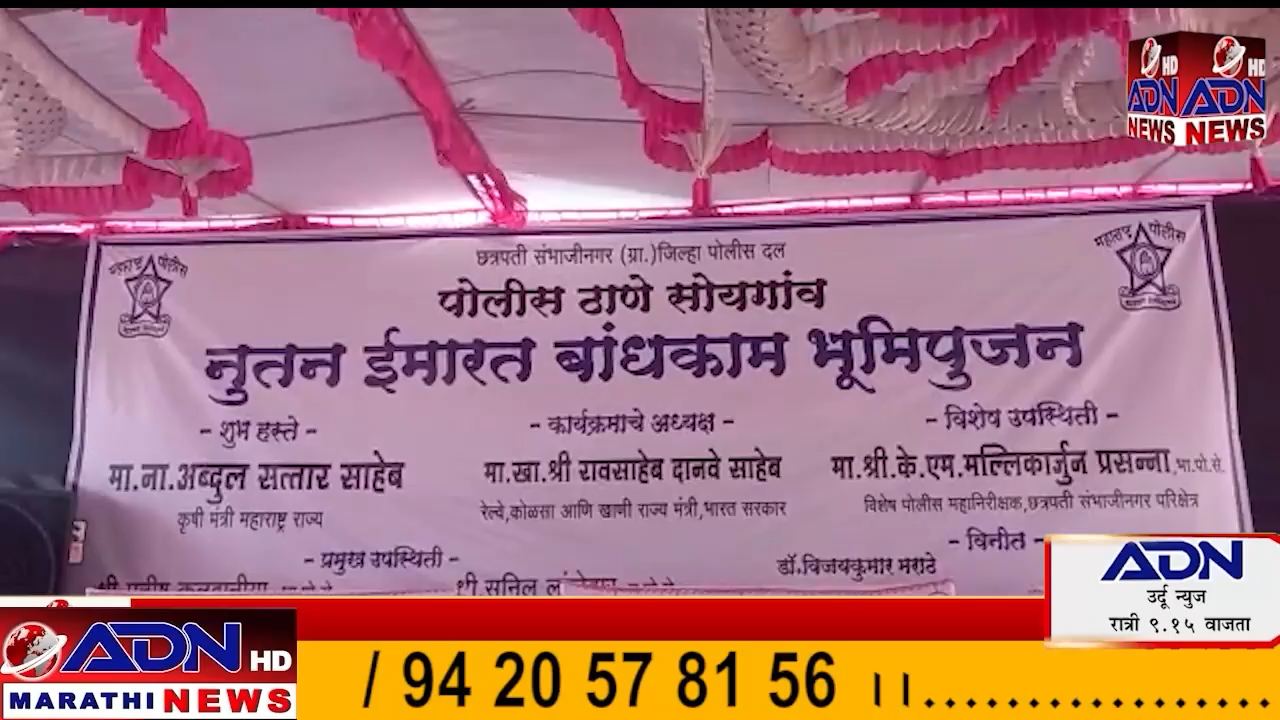 HD HD
ADN ADN
NEWS NEWS
महाराष्ट्र पोलीस
महाराष्ट्र पोलीस
छत्रपती संभाजीनगर (ग्रा.)जिल्हा पोलीस दल
पोलीस ठाणे सोयगांव
नुतन ईमारत बांधकाम भूमिपुजन
- शुभ हस्ते -
मा.ना.अब्दुल सत्तार साहेब
कृषी मंत्री महाराष्ट्र राज्य
- कार्यक्रमाचे अध्यक्ष -
मा.खा.श्री रावसाहेब दानवे साहेब
रेल्वे,कोळसा आणि खाणी राज्य मंत्री,भारत सरकार
- विशेष उपस्थिती -
मा.श्री.के.एम.मल्लिकार्जुन प्रसन्ना,भा.पो.से.
विशेष पोलीस महानिरीक्षक,छत्रपती संभाजीनगर परिक्षेत्र
- प्रमुख उपस्थिती -
- विनीत -
श्री सुनिल
डॉ.विजयकुमार मराठे
ADN
उर्दू न्युज
रात्री ९.१५ वाजता
ADN HD
MARATHI NEWS
/ 94 20 57 81 56 ।।....................